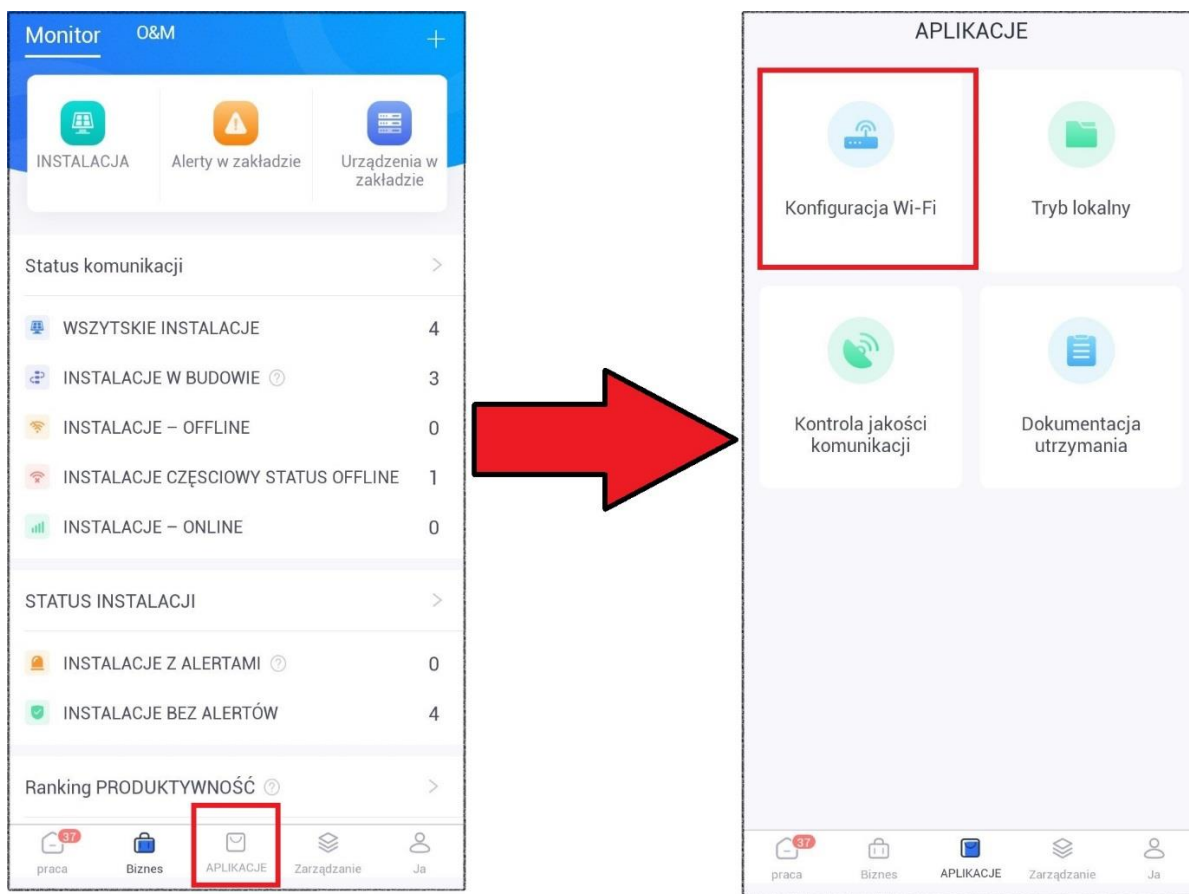 Monitor O&M
INSTALACJA
Alerty w zakładzie
Urządzenia w
zakładzie
Status komunikacji
WSZYTSKIE INSTALACJE 4
INSTALACJE W BUDOWIE ? 3
INSTALACJE – OFFLINE 0
INSTALACJE CZĘSCIOWY STATUS OFFLINE 1
INSTALACJE – ONLINE 0
STATUS INSTALACJI
INSTALACJE Z ALERTAMI ? 0
INSTALACJE BEZ ALERTÓW 4
Ranking PRODUKTYWNOŚĆ ?
37
praca Biznes APLIKACJE Zarządzanie Ja
APLIKACJE
Konfiguracja Wi-Fi
Tryb lokalny
Kontrola jakości
komunikacji
Dokumentacja
utrzymania
37
praca Biznes APLIKACJE Zarządzanie Ja